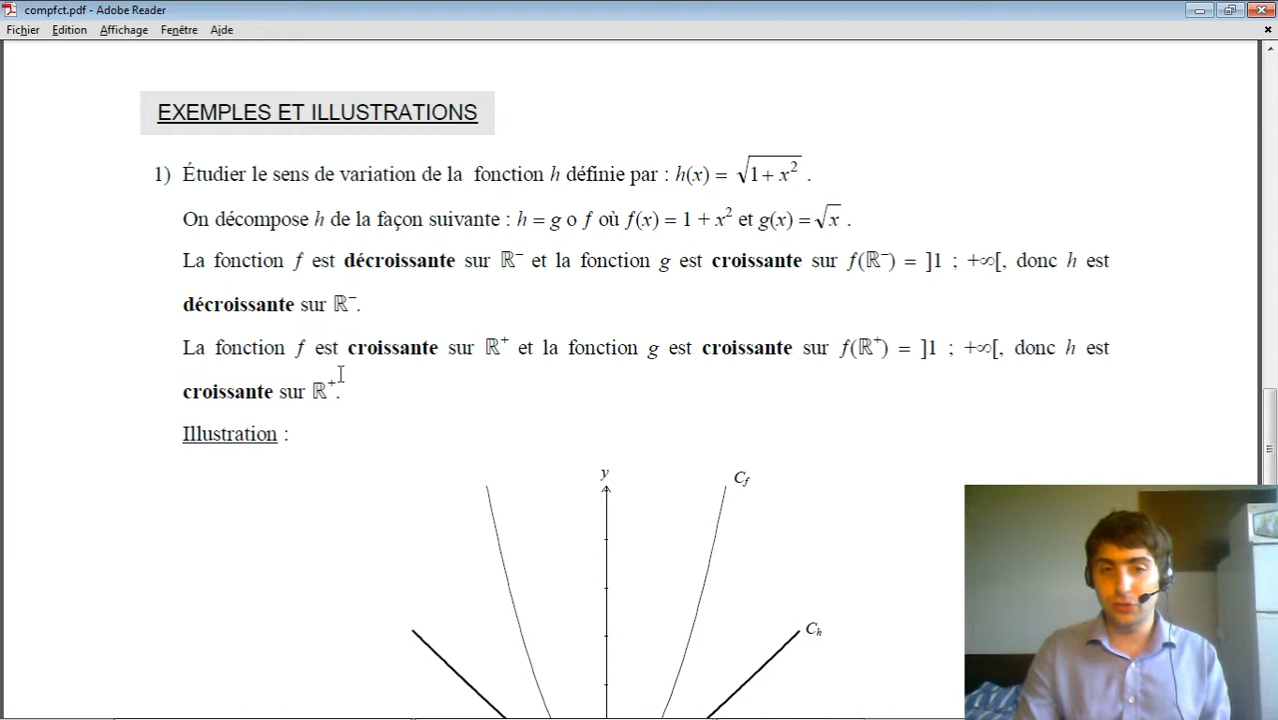 compfct.pdf - Adobe Reader
Fichier Edition Affichage Fenêtre Aide
EXEMPLES ET ILLUSTRATIONS
1) Étudier le sens de variation de la fonction h définie par : h(x) = √(1 + x²) .
On décompose h de la façon suivante : h = g o f où f(x) = 1 + x² et g(x) = √x .
La fonction f est décroissante sur ℝ⁻ et la fonction g est croissante sur f(ℝ⁻) = ]1 ; +∞[, donc h est
décroissante sur ℝ⁻.
La fonction f est croissante sur ℝ⁺ et la fonction g est croissante sur f(ℝ⁺) = ]1 ; +∞[, donc h est
croissante sur ℝ⁺.
Illustration :
y
C_f
C_h